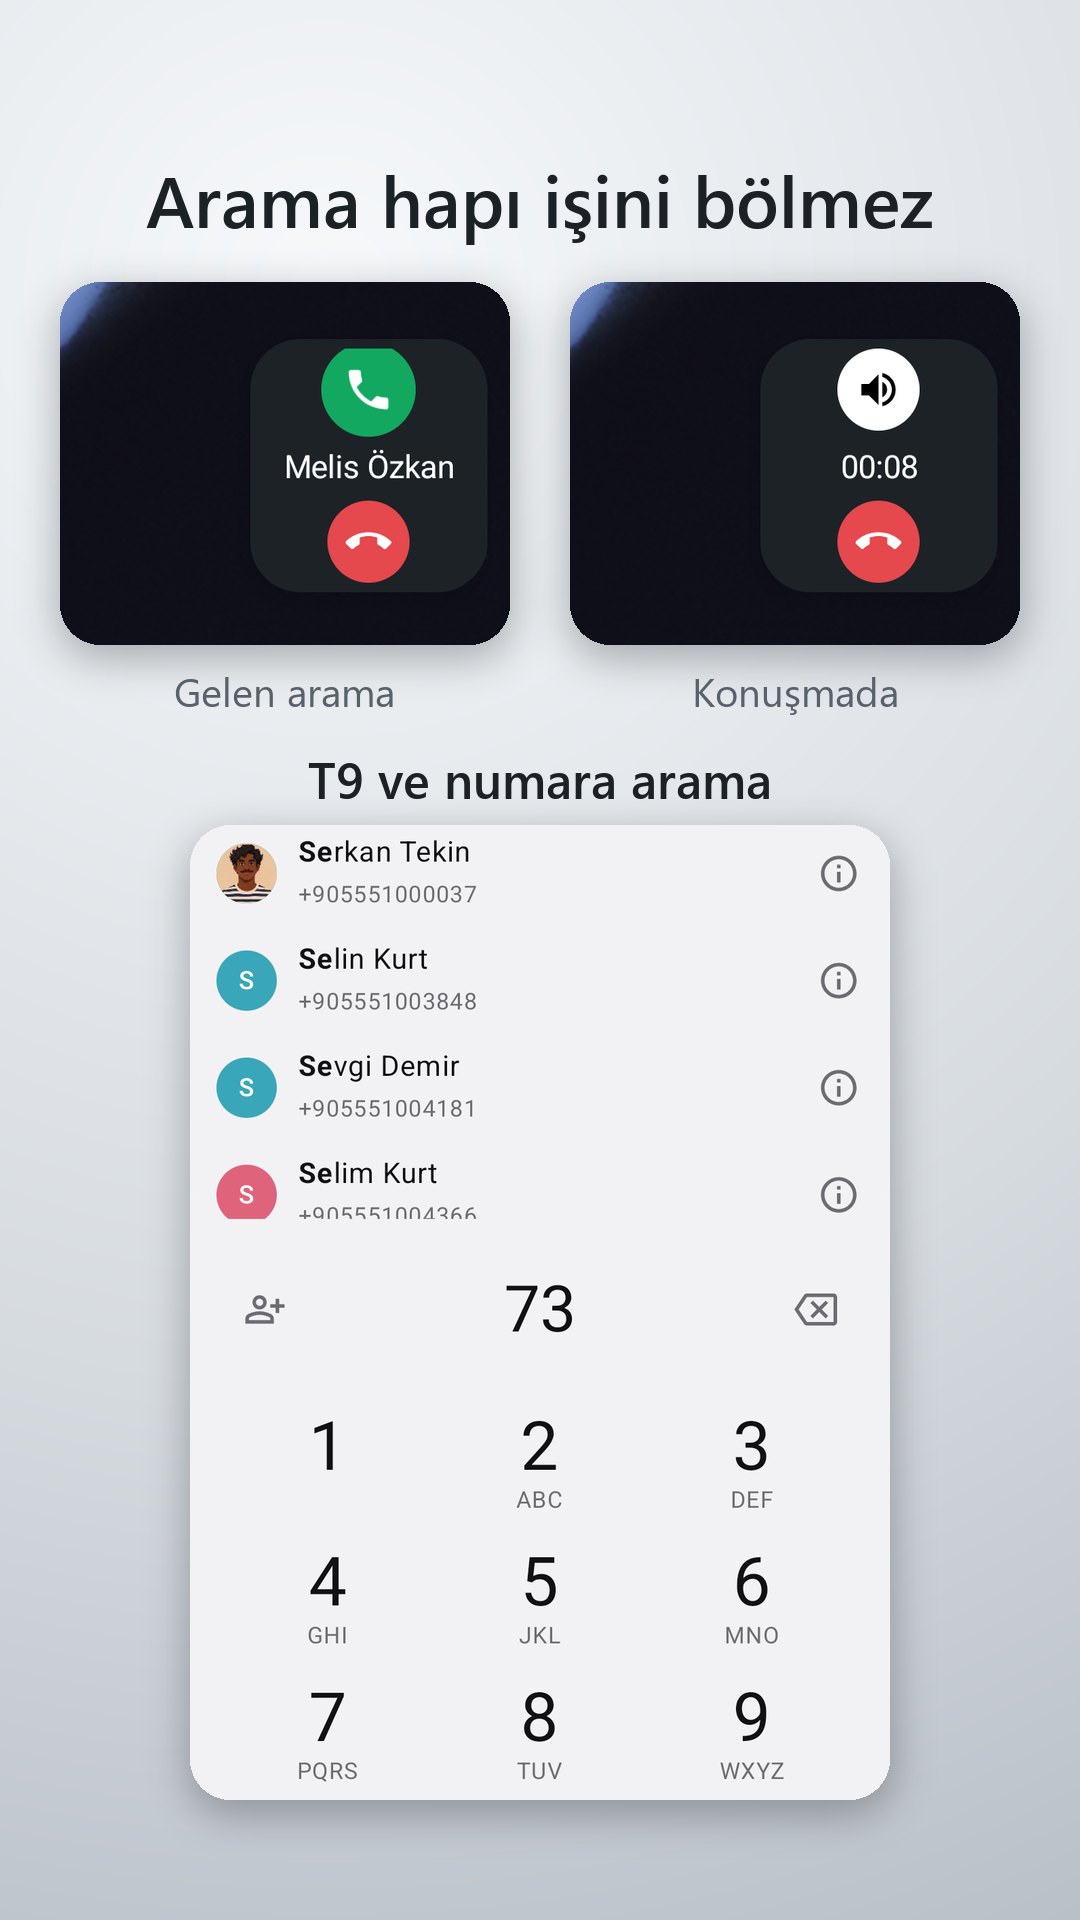 Arama hapı işini bölmez
Melis Özkan
00:08
Gelen arama
Konuşmada
T9 ve numara arama
Serkan Tekin
+905551000037
S
Selin Kurt
+905551003848
S
Sevgi Demir
+905551004181
S
Selim Kurt
+905551004366
73
1
2
3
ABC
DEF
4
5
6
GHI
JKL
MNO
7
8
9
PQRS
TUV
WXYZ